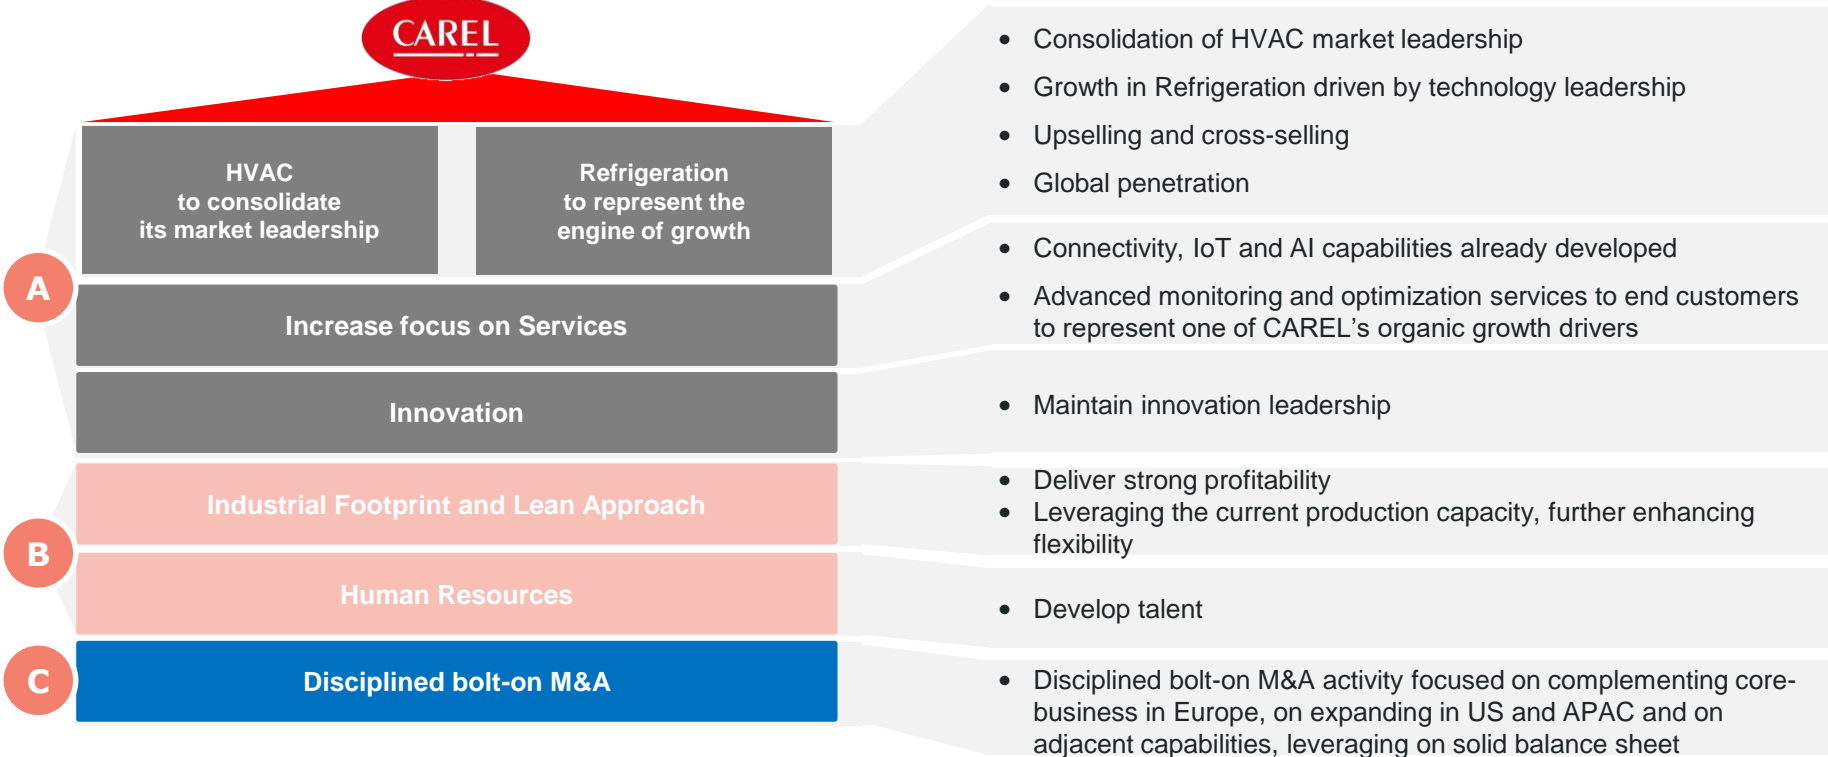 CAREL
HVAC
to consolidate
its market leadership
Refrigeration
to represent the
engine of growth
• Consolidation of HVAC market leadership
• Growth in Refrigeration driven by technology leadership
• Upselling and cross-selling
• Global penetration
A
Increase focus on Services
• Connectivity, IoT and AI capabilities already developed
• Advanced monitoring and optimization services to end customers
to represent one of CAREL’s organic growth drivers
Innovation
• Maintain innovation leadership
B
Industrial Footprint and Lean Approach
• Deliver strong profitability
• Leveraging the current production capacity, further enhancing
flexibility
Human Resources
• Develop talent
C
Disciplined bolt-on M&A
• Disciplined bolt-on M&A activity focused on complementing core-
business in Europe, on expanding in US and APAC and on
adjacent capabilities, leveraging on solid balance sheet